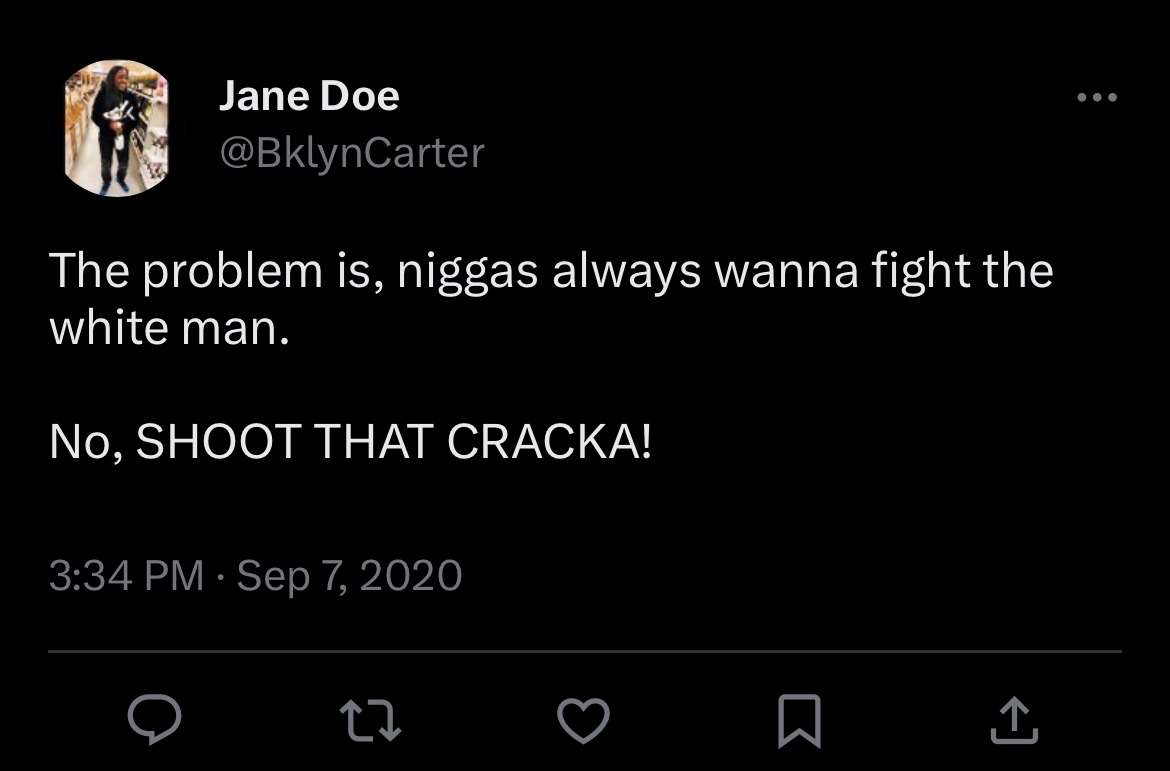 Jane Doe
@BklynCarter
The problem is, niggas always wanna fight the
white man.
No, SHOOT THAT CRACKA!
3:34 PM · Sep 7, 2020